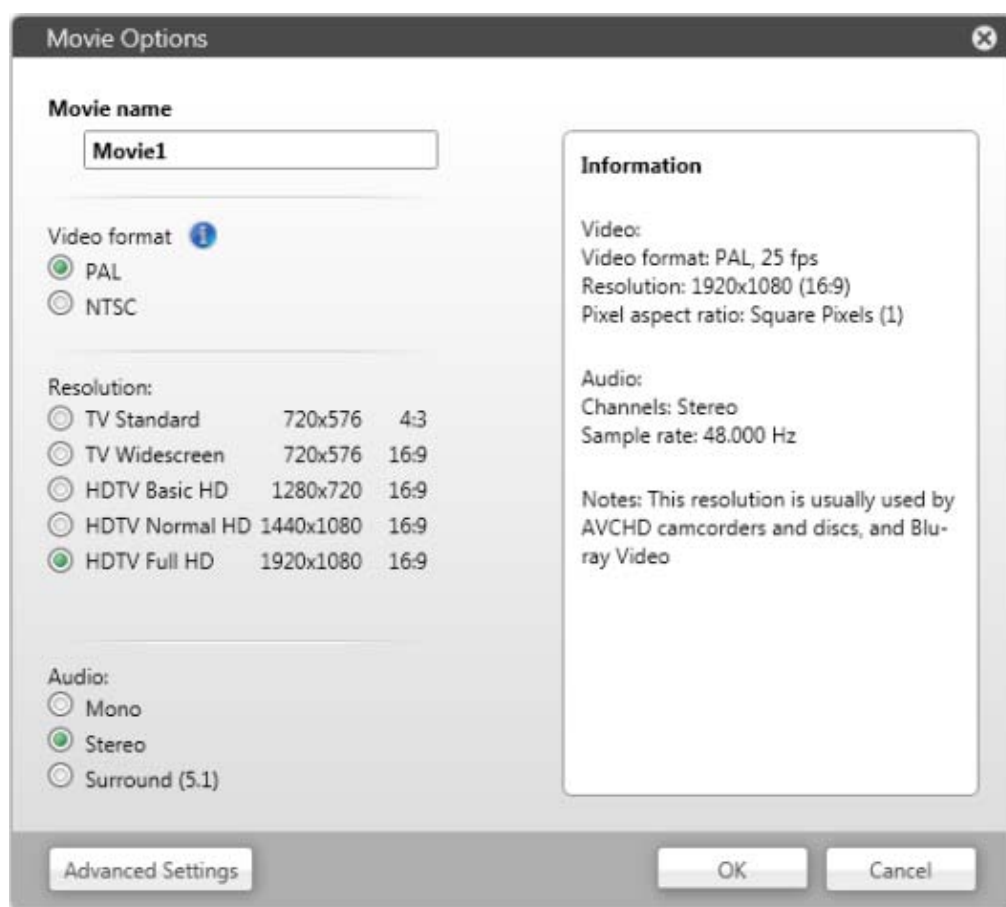 Movie Options
Movie name
Movie1
Video format
PAL
NTSC
Resolution:
TV Standard 720x576 4:3
TV Widescreen 720x576 16:9
HDTV Basic HD 1280x720 16:9
HDTV Normal HD 1440x1080 16:9
HDTV Full HD 1920x1080 16:9
Audio:
Mono
Stereo
Surround (5.1)
Information
Video:
Video format: PAL, 25 fps
Resolution: 1920x1080 (16:9)
Pixel aspect ratio: Square Pixels (1)
Audio:
Channels: Stereo
Sample rate: 48.000 Hz
Notes: This resolution is usually used by
AVCHD camcorders and discs, and Blu-
ray Video
Advanced Settings
OK
Cancel